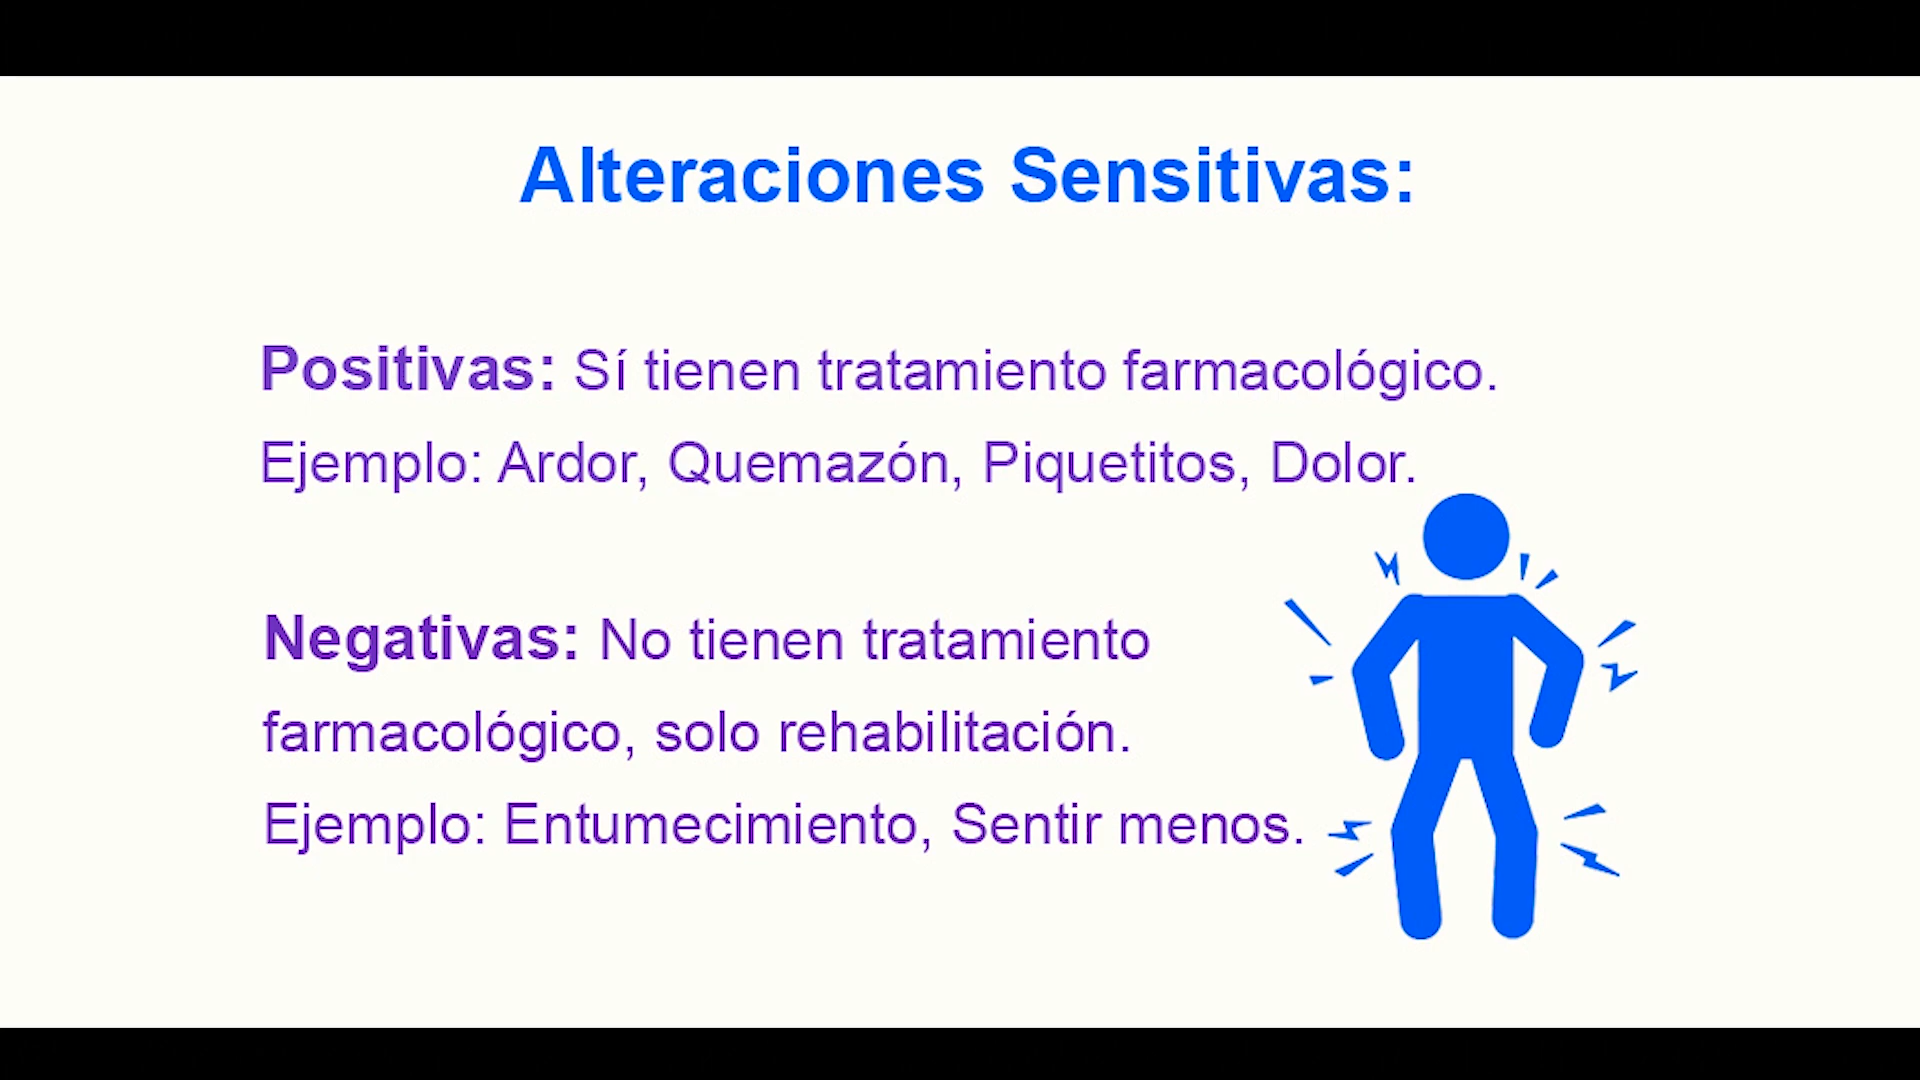 Alteraciones Sensitivas:
Positivas: Sí tienen tratamiento farmacológico.
Ejemplo: Ardor, Quemazón, Piquetitos, Dolor.
Negativas: No tienen tratamiento
farmacológico, solo rehabilitación.
Ejemplo: Entumecimiento, Sentir menos.